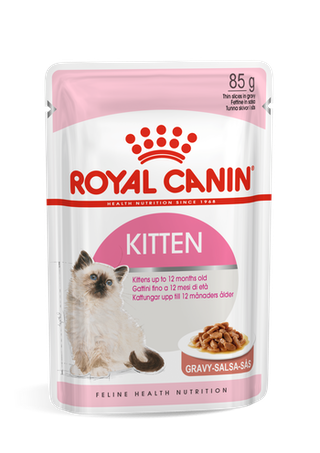 85 g
Thin slices in gravy
Fettine in salsa
Tunna skivor i sås
ROYAL CANIN
HEALTH NUTRITION SINCE 1968
KITTEN
Kittens up to 12 months old
Gattini fino a 12 mesi di età
Kattungar upp till 12 månaders ålder
GRAVY-SALSA-SÅS
FELINE HEALTH NUTRITION